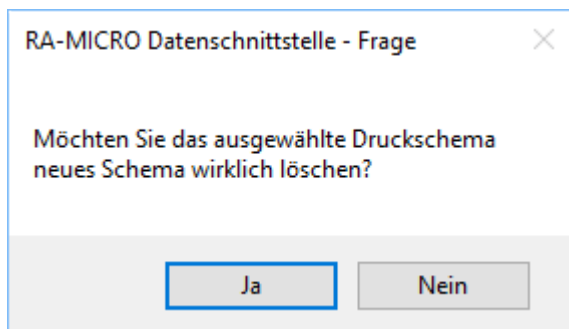 RA-MICRO Datenschnittstelle - Frage
Möchten Sie das ausgewählte Druckschema
neues Schema wirklich löschen?
Ja
Nein